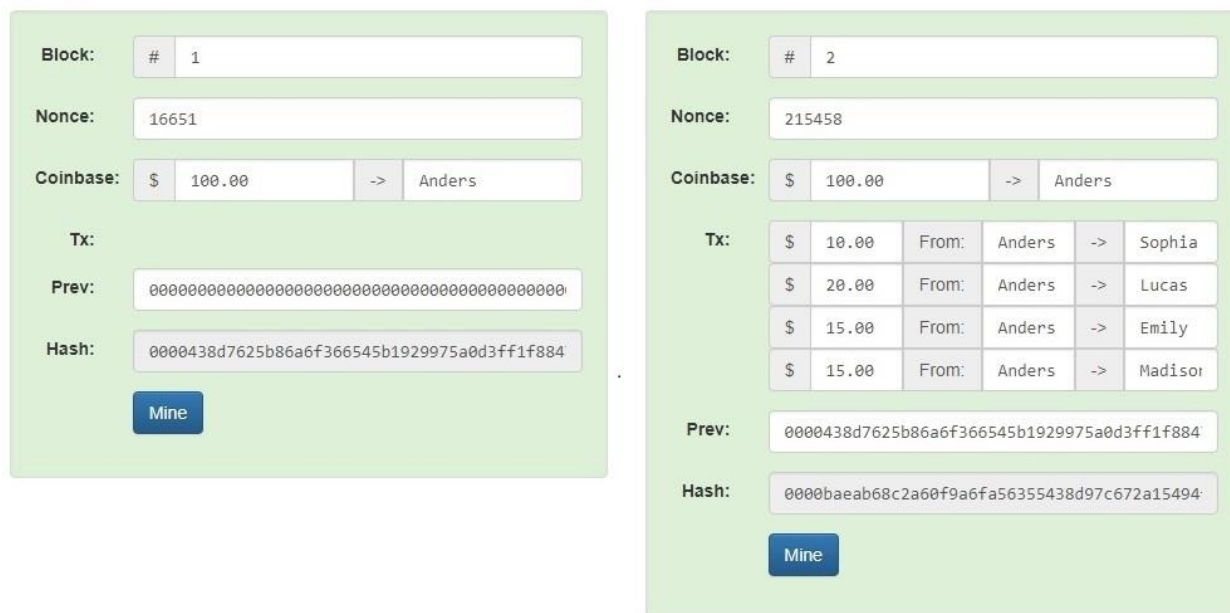 Block: # 1
Nonce: 16651
Coinbase: $ 100.00 -> Anders
Tx:
Prev: 0000000000000000000000000000000000000000000
Hash: 0000438d7625b86a6f366545b1929975a0d3ff1f884
Mine
Block: # 2
Nonce: 215458
Coinbase: $ 100.00 -> Anders
Tx: $ 10.00 From: Anders -> Sophia
$ 20.00 From: Anders -> Lucas
$ 15.00 From: Anders -> Emily
$ 15.00 From: Anders -> Madison
Prev: 0000438d7625b86a6f366545b1929975a0d3ff1f884
Hash: 0000baeab68c2a60f9a6fa56355438d97c672a15494
Mine